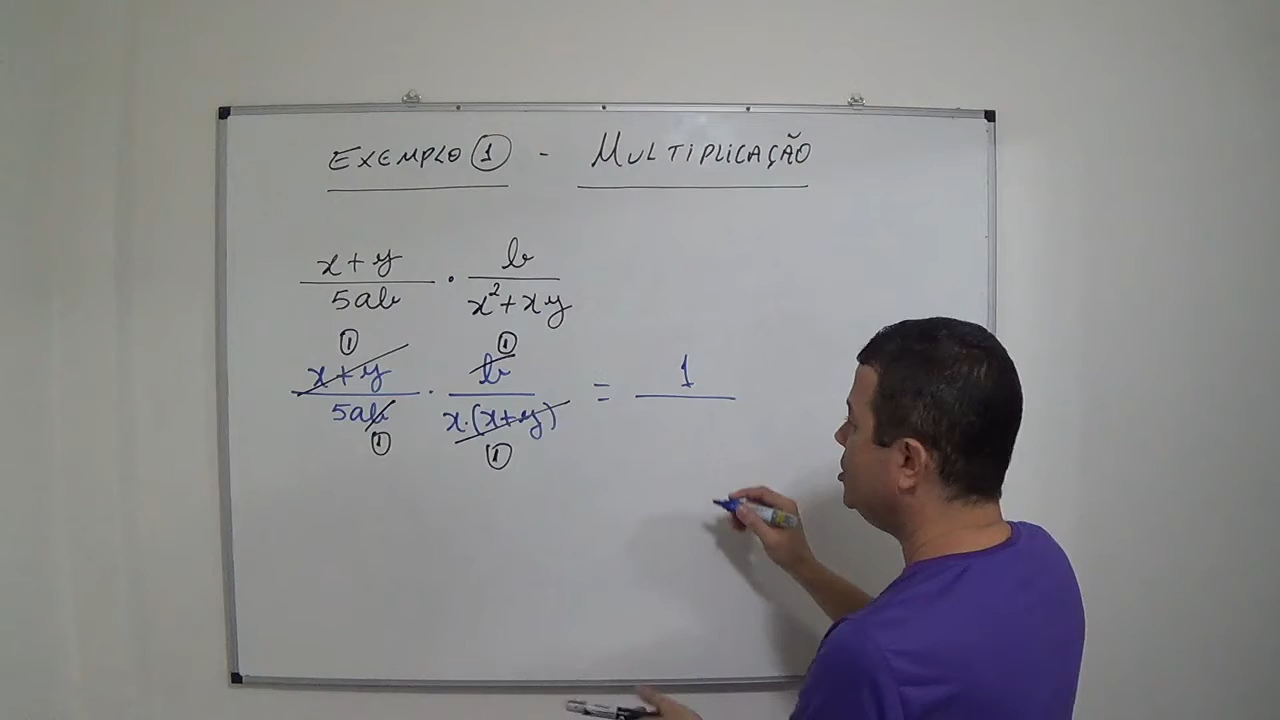 EXEMPLO 1 - MULTIPLICAÇÃO
x + y b
5ab · x² + xy
1 1
x + y b 1
5ab · x.(x+y) =
1 1